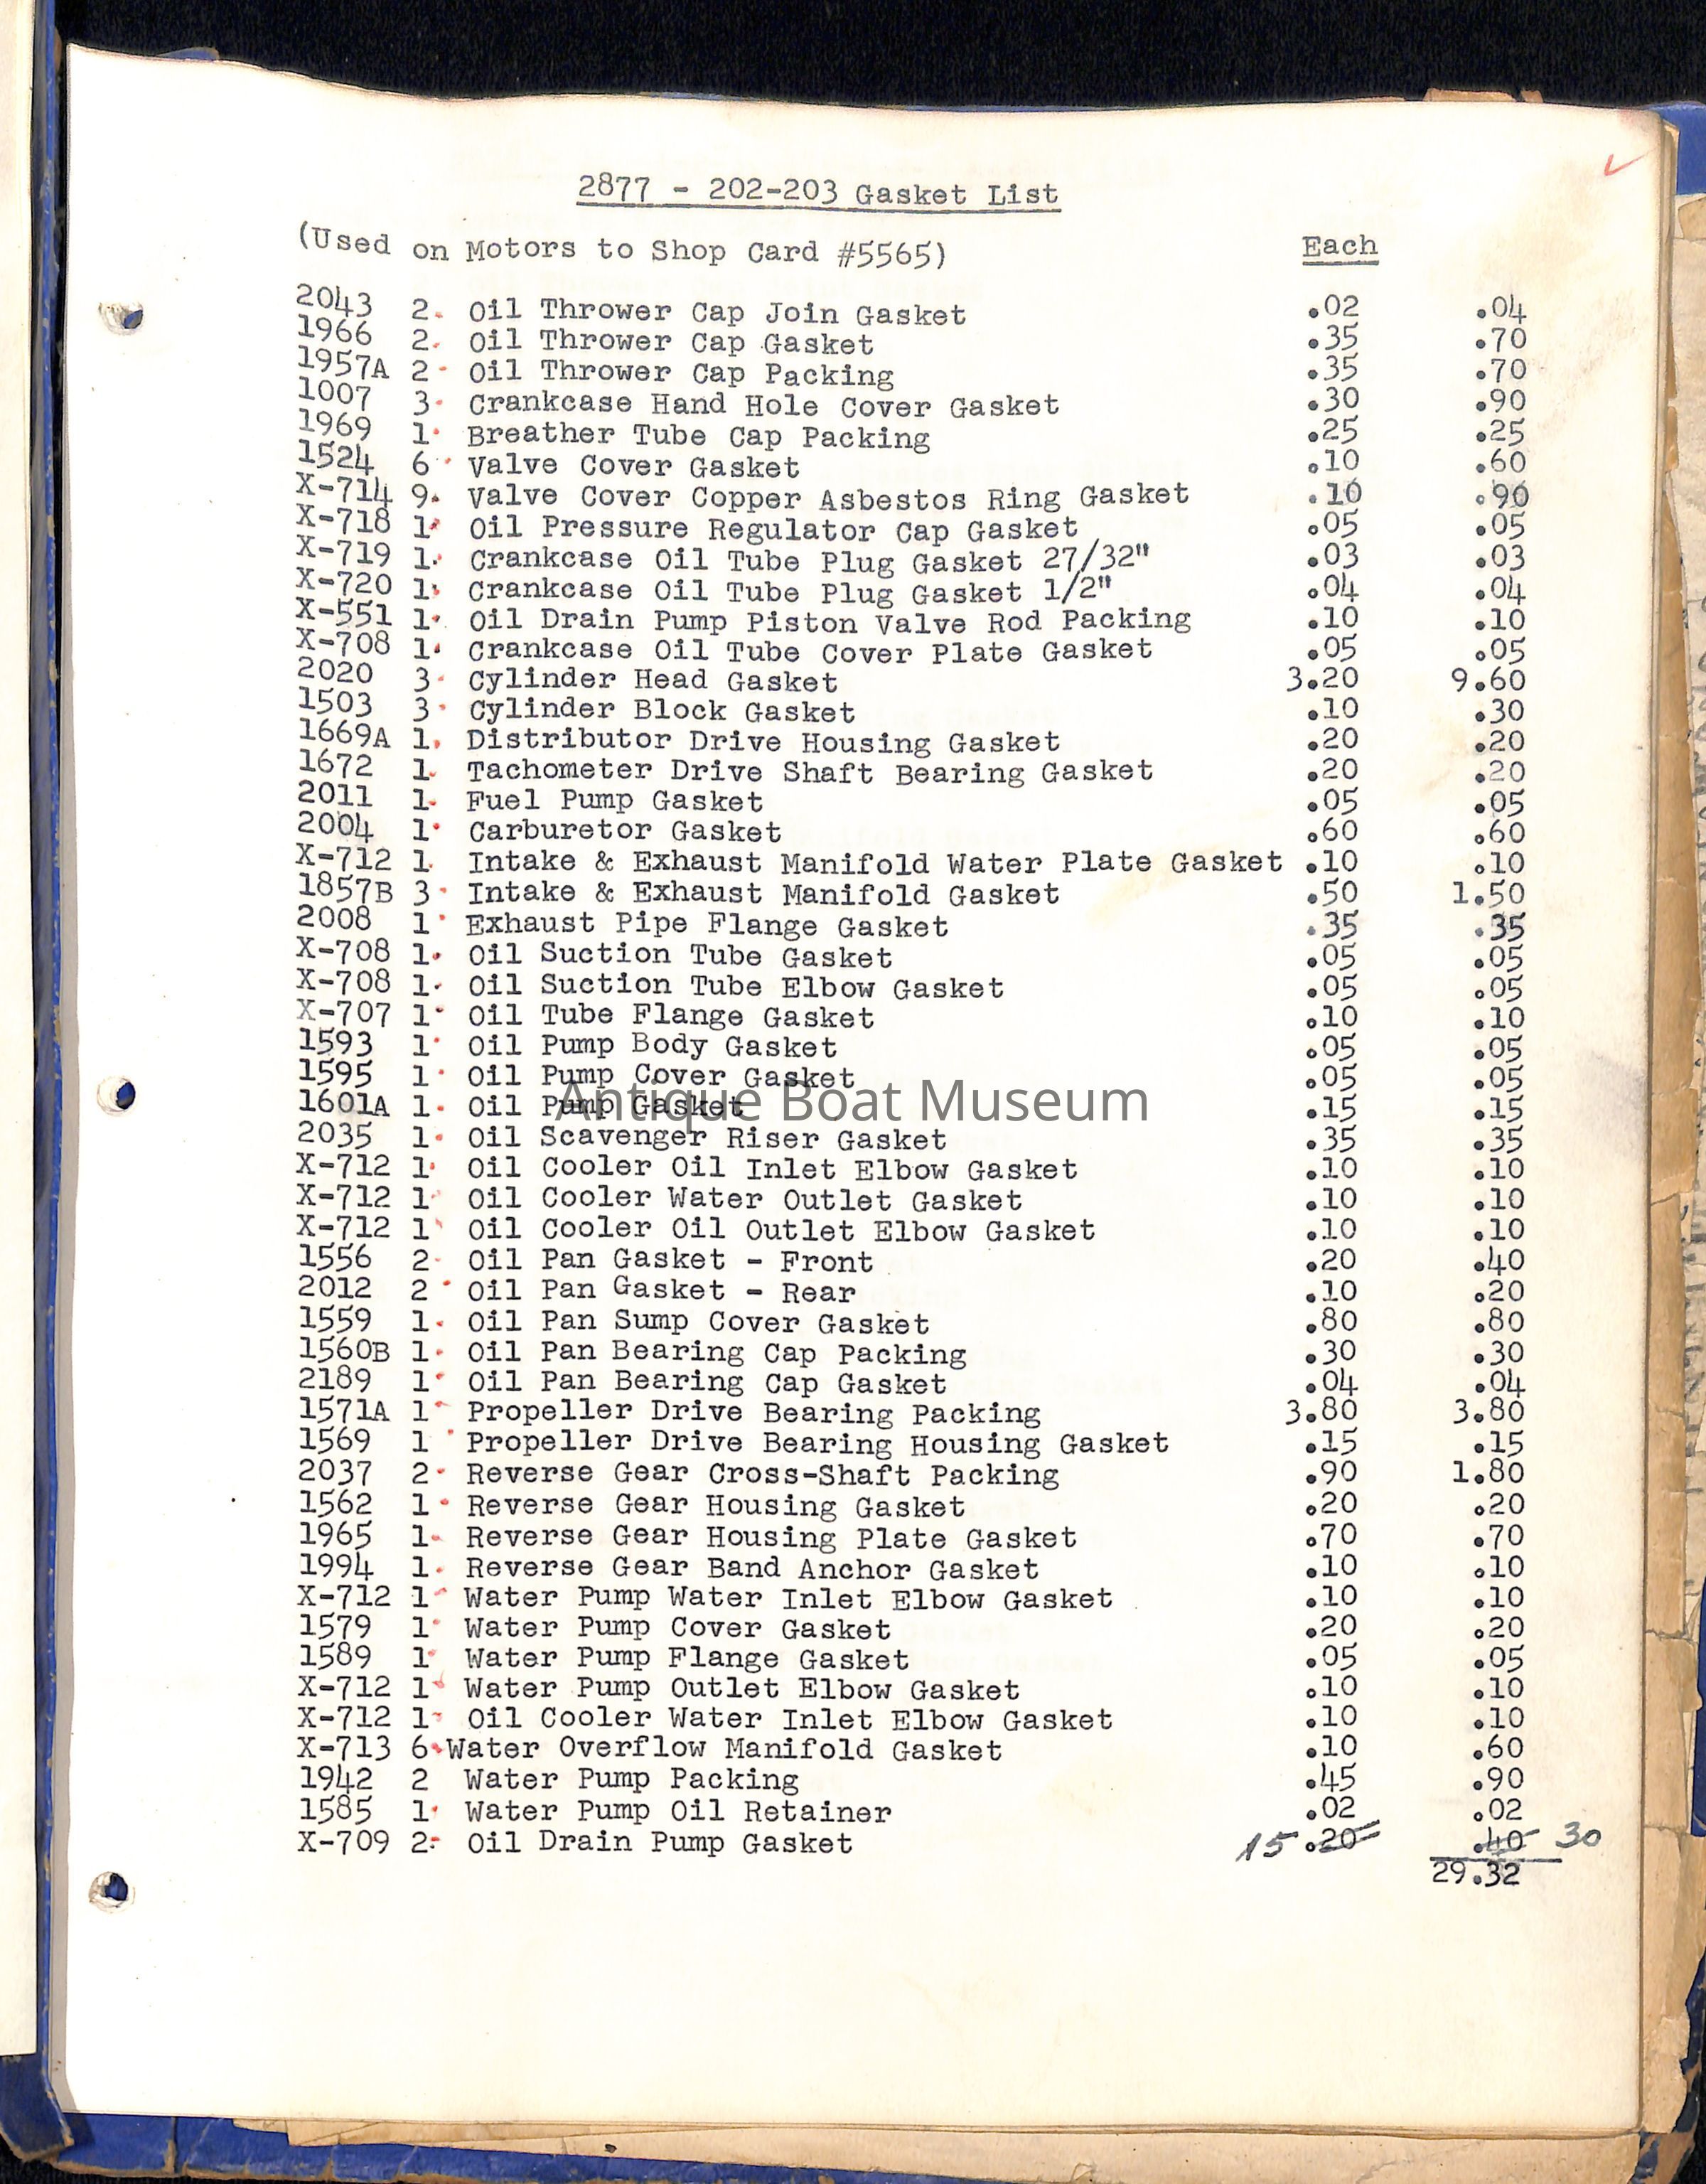 2877 - 202-203 Gasket List
(Used on Motors to Shop Card #5565) Each
2043 2. Oil Thrower Cap Join Gasket .02 .04
1966 2. Oil Thrower Cap Gasket .35 .70
1957A 2 Oil Thrower Cap Packing .35 .70
1007 3 Crankcase Hand Hole Cover Gasket .30 .90
1969 1 Breather Tube Cap Packing .25 .25
1524 6 Valve Cover Gasket .10 .60
X-714 9. Valve Cover Copper Asbestos Ring Gasket .10 .90
X-718 1 Oil Pressure Regulator Cap Gasket .05 .05
X-719 1. Crankcase Oil Tube Plug Gasket 27/32" .03 .03
X-720 1 Crankcase Oil Tube Plug Gasket 1/2" .04 .04
X-551 1 Oil Drain Pump Piston Valve Rod Packing .10 .10
X-708 1 Crankcase Oil Tube Cover Plate Gasket .05 .05
2020 3 Cylinder Head Gasket 3.20 9.60
1503 3 Cylinder Block Gasket .10 .30
1669A 1. Distributor Drive Housing Gasket .20 .20
1672 1. Tachometer Drive Shaft Bearing Gasket .20 .20
2011 1 Fuel Pump Gasket .05 .05
2004 1 Carburetor Gasket .60 .60
X-712 1. Intake & Exhaust Manifold Water Plate Gasket .10 .10
1857B 3 Intake & Exhaust Manifold Gasket .50 1.50
2008 1 Exhaust Pipe Flange Gasket .35 .35
X-708 1. Oil Suction Tube Gasket .05 .05
X-708 1. Oil Suction Tube Elbow Gasket .05 .05
X-707 1 Oil Tube Flange Gasket .10 .10
1593 1 Oil Pump Body Gasket .05 .05
1595 1 Oil Pump Cover Gasket .05 .05
1601A 1. Oil Pump Gasket .15 .15
Antique Boat Museum
2035 1. Oil Scavenger Riser Gasket .35 .35
X-712 1 Oil Cooler Oil Inlet Elbow Gasket .10 .10
X-712 1 Oil Cooler Water Outlet Gasket .10 .10
X-712 1 Oil Cooler Oil Outlet Elbow Gasket .10 .10
1556 2 Oil Pan Gasket - Front .20 .40
2012 2 Oil Pan Gasket - Rear .10 .20
1559 1. Oil Pan Sump Cover Gasket .80 .80
1560B 1. Oil Pan Bearing Cap Packing .30 .30
2189 1 Oil Pan Bearing Cap Gasket .04 .04
1571A 1 Propeller Drive Bearing Packing 3.80 3.80
1569 1 Propeller Drive Bearing Housing Gasket .15 .15
2037 2 Reverse Gear Cross-Shaft Packing .90 1.80
1562 1 Reverse Gear Housing Gasket .20 .20
1965 1. Reverse Gear Housing Plate Gasket .70 .70
1994 1. Reverse Gear Band Anchor Gasket .10 .10
X-712 1 Water Pump Water Inlet Elbow Gasket .10 .10
1579 1 Water Pump Cover Gasket .20 .20
1589 1 Water Pump Flange Gasket .05 .05
X-712 1 Water Pump Outlet Elbow Gasket .10 .10
X-712 1 Oil Cooler Water Inlet Elbow Gasket .10 .10
X-713 6 Water Overflow Manifold Gasket .10 .60
1942 2 Water Pump Packing .45 .90
1585 1 Water Pump Oil Retainer .02 .02
X-709 2 Oil Drain Pump Gasket 15 .20 .40 30
29.32